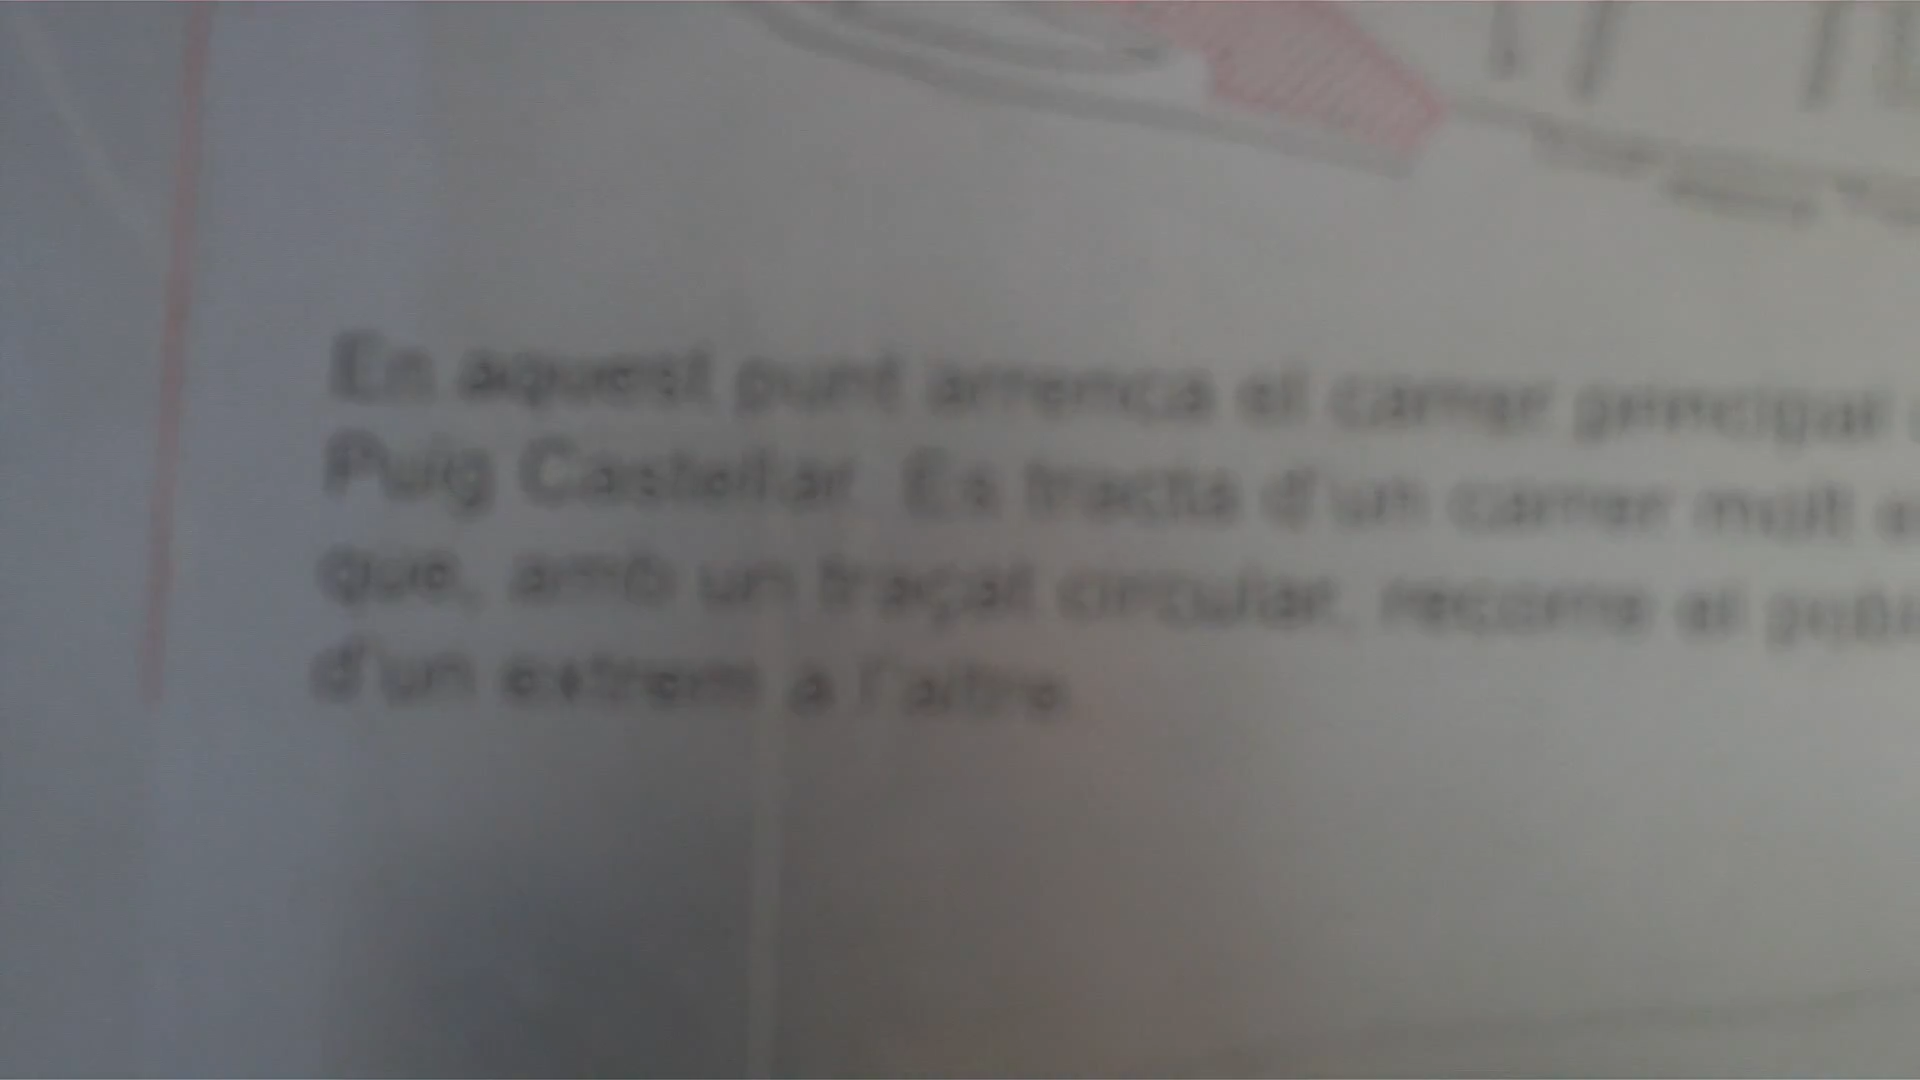 En aquest punt arrenca el carrer principal
Puig Castellar. Es tracta d'un carrer molt
que, amb un traçat circular, recorre el
d'un extrem a l'altre.